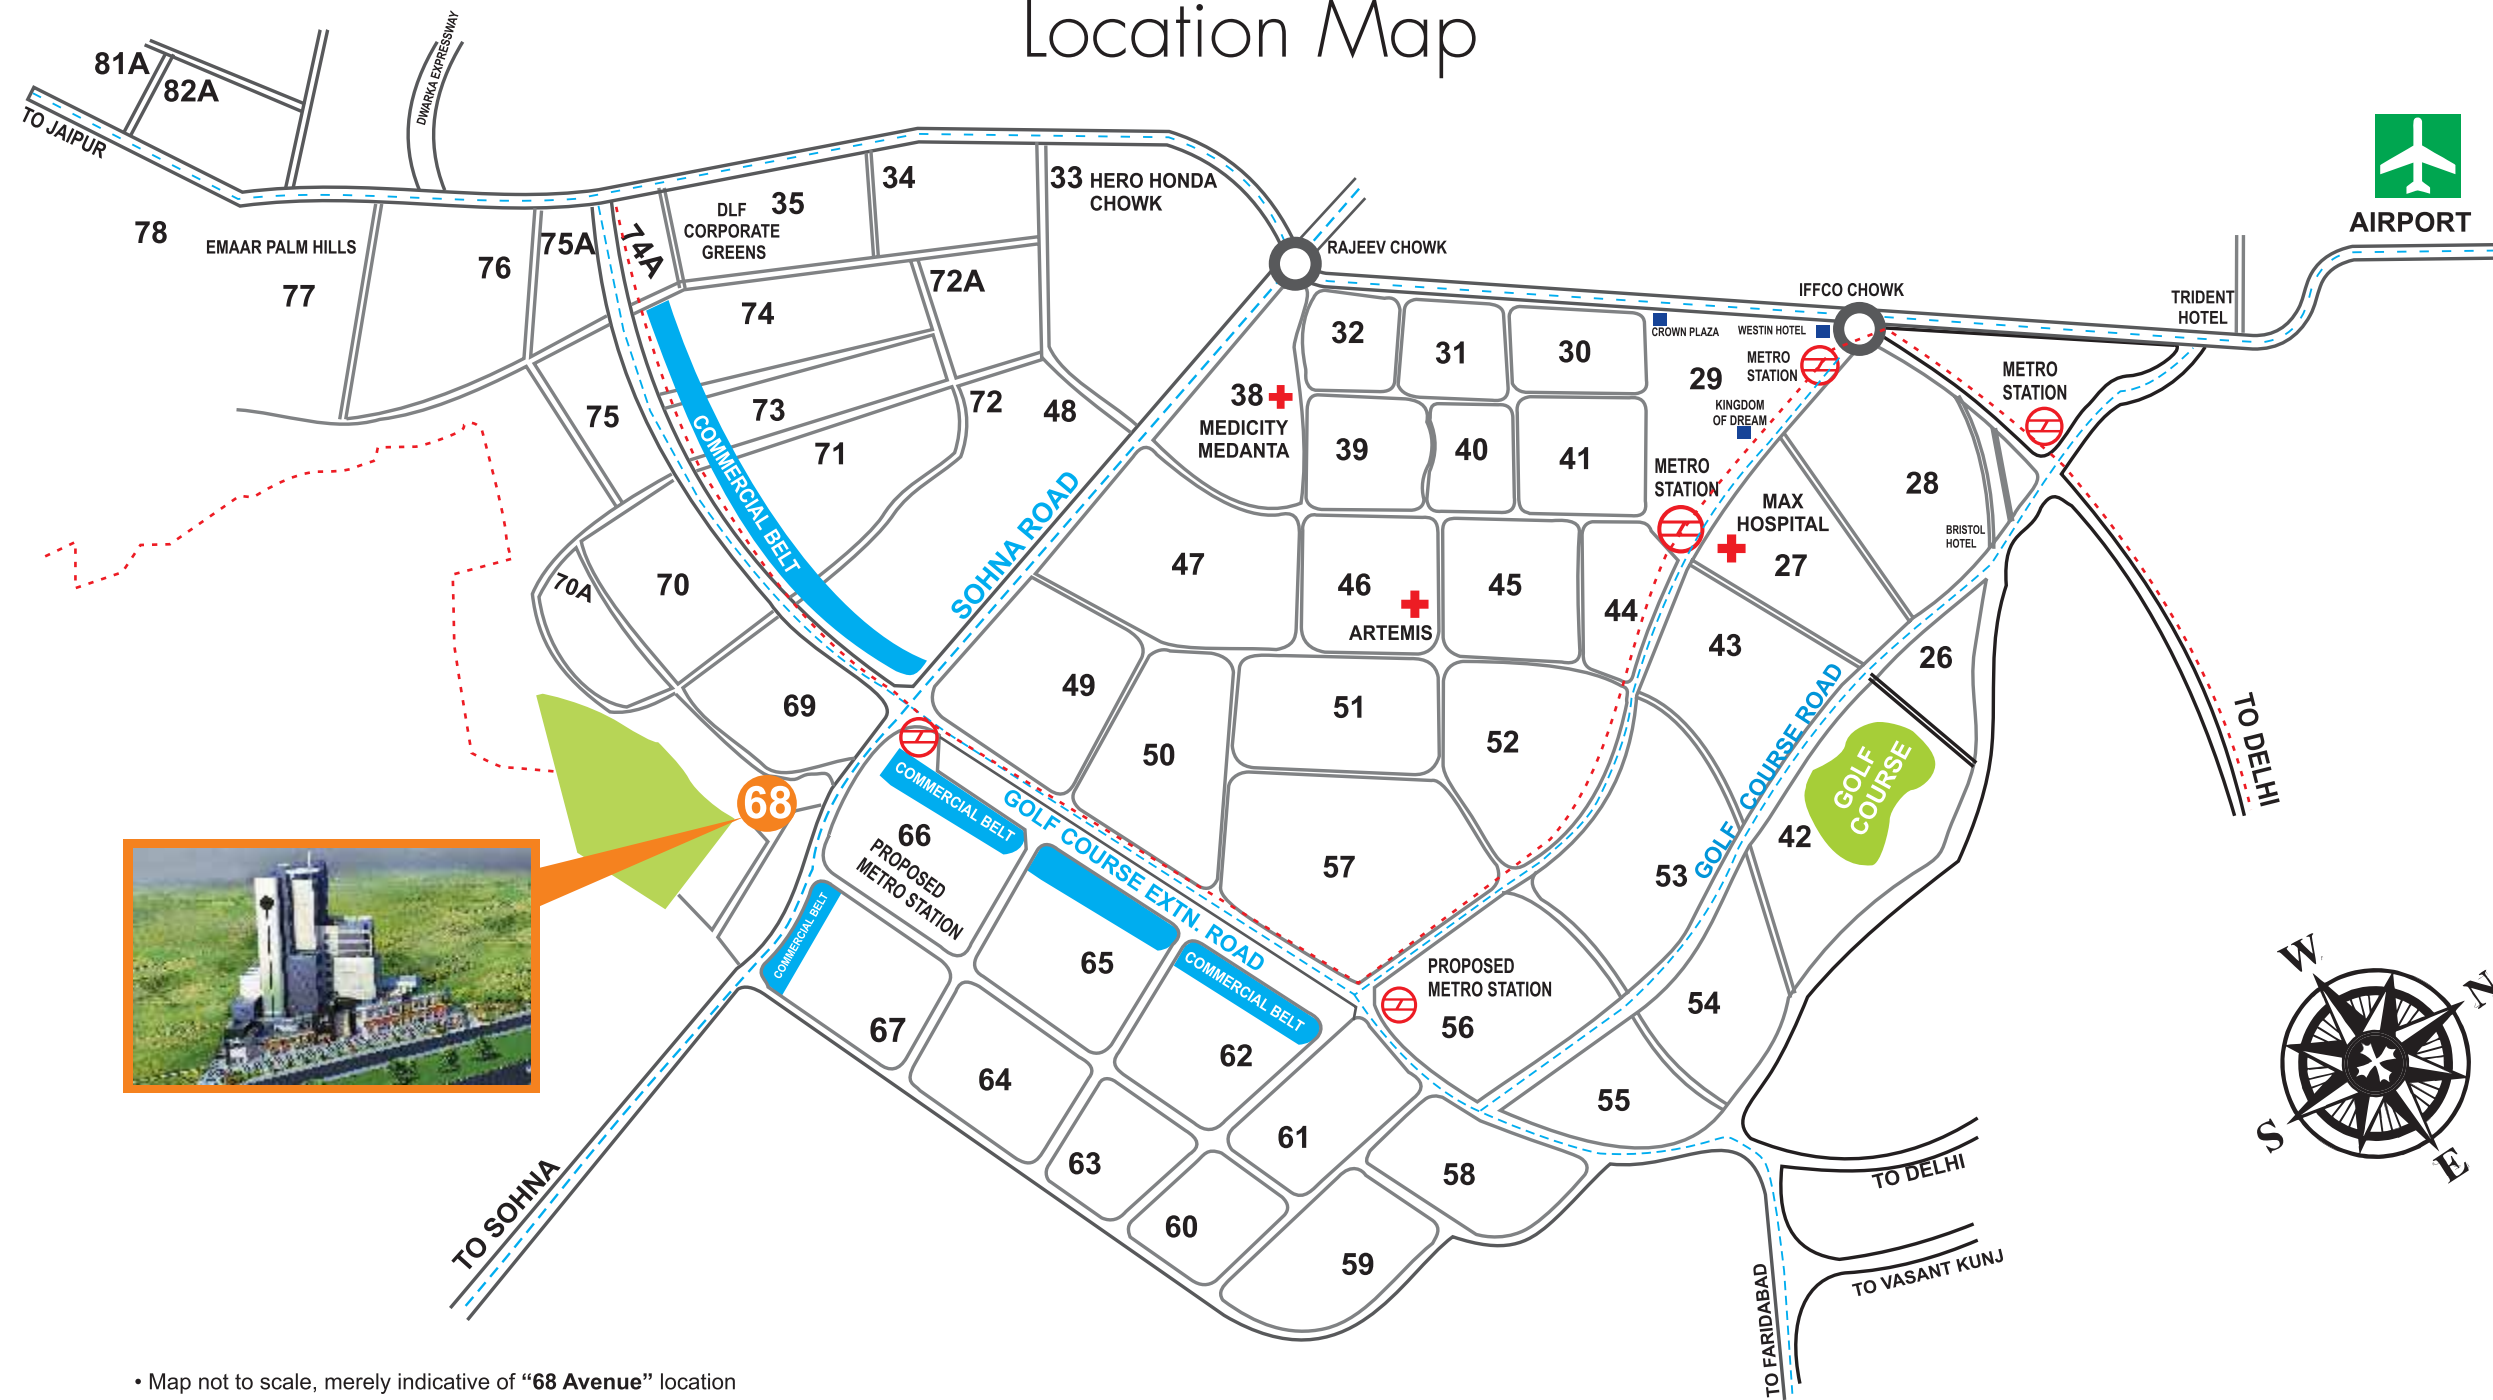 Location Map
81A
82A
DWARKA EXPRESSWAY
TO JAIPUR
AIRPORT
34
33
HERO HONDA
CHOWK
35
DLF
CORPORATE
GREENS
78
EMAAR PALM HILLS
77
76
75A
74A
RAJEEV CHOWK
72A
74
IFFCO CHOWK
TRIDENT
HOTEL
32
31
30
CROWN PLAZA
WESTIN HOTEL
METRO
STATION
29
METRO
STATION
38
MEDICITY
MEDANTA
KINGDOM
OF DREAM
75
73
72
48
71
COMMERCIAL BELT
39
40
41
METRO
STATION
28
MAX
HOSPITAL
27
BRISTOL
HOTEL
SOHNA ROAD
70A
70
47
46
ARTEMIS
45
44
43
26
49
69
51
50
52
GOLF COURSE ROAD
GOLF
COURSE
TO DELHI
68
COMMERCIAL BELT
GOLF COURSE EXTN. ROAD
66
PROPOSED
METRO STATION
57
53
42
COMMERCIAL BELT
65
COMMERCIAL BELT
PROPOSED
METRO STATION
56
54
67
62
64
55
61
63
58
60
59
TO SOHNA
TO DELHI
TO VASANT KUNJ
TO FARIDABAD
W
N
S
E
• Map not to scale, merely indicative of “68 Avenue” location